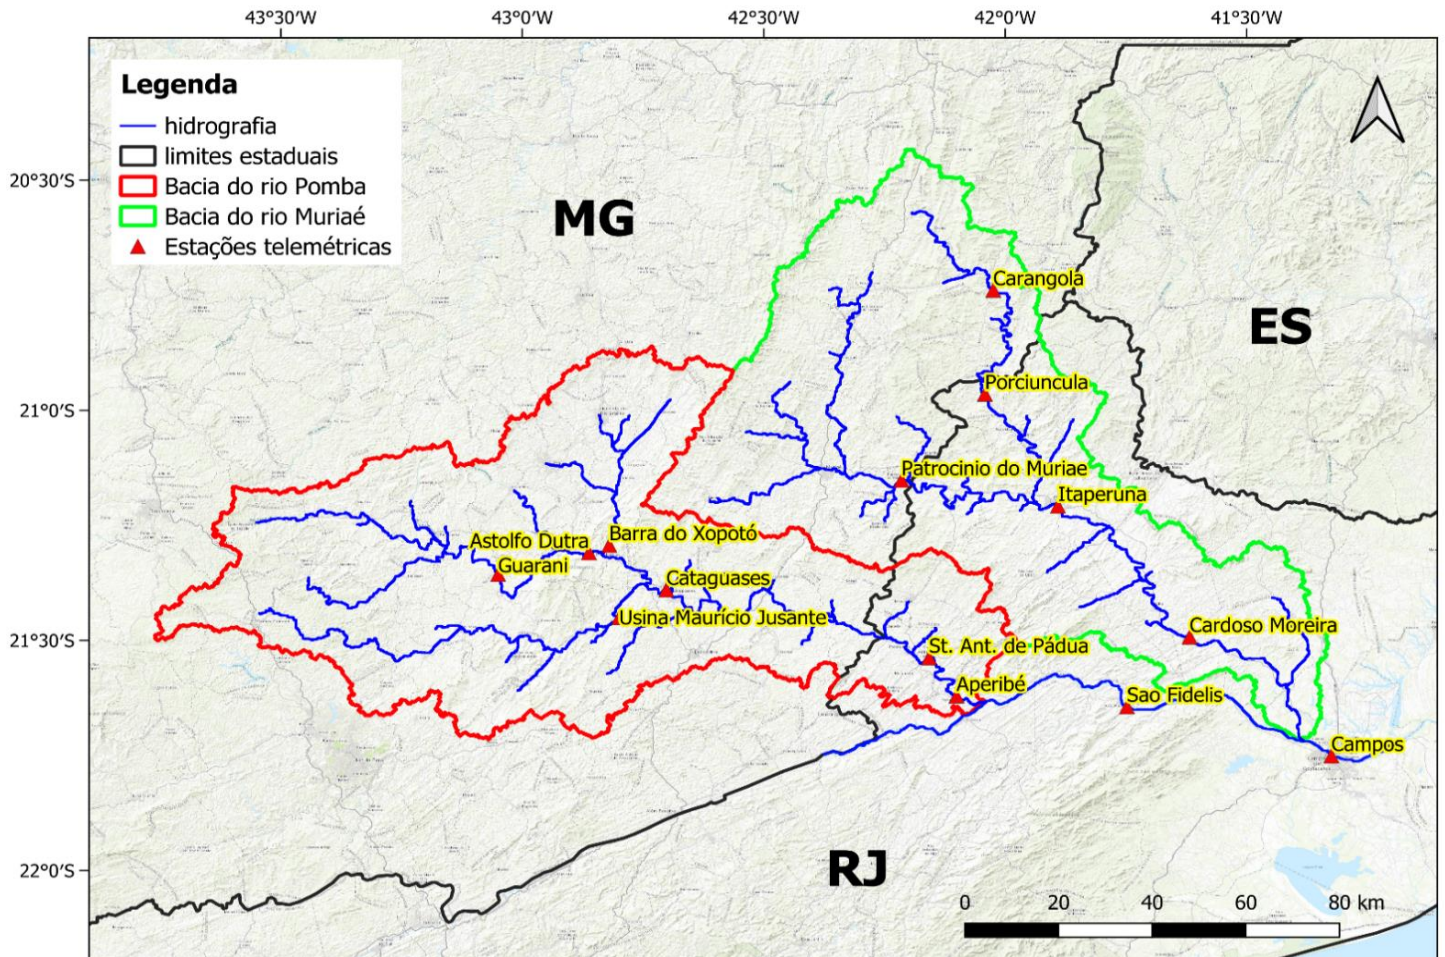 43°30'W 43°0'W 42°30'W 42°0'W 41°30'W
Legenda
hidrografia
limites estaduais
Bacia do rio Pomba
Bacia do rio Muriaé
Estações telemétricas
20°30'S
21°0'S
21°30'S
22°0'S
MG
ES
RJ
Carangola
Porciuncula
Patrocinio do Muriae
Itaperuna
Astolfo Dutra
Barra do Xopotó
Guarani
Cataguases
Usina Maurício Jusante
Cardoso Moreira
St. Ant. de Pádua
Aperibé
Sao Fidelis
Campos
0 20 40 60 80 km